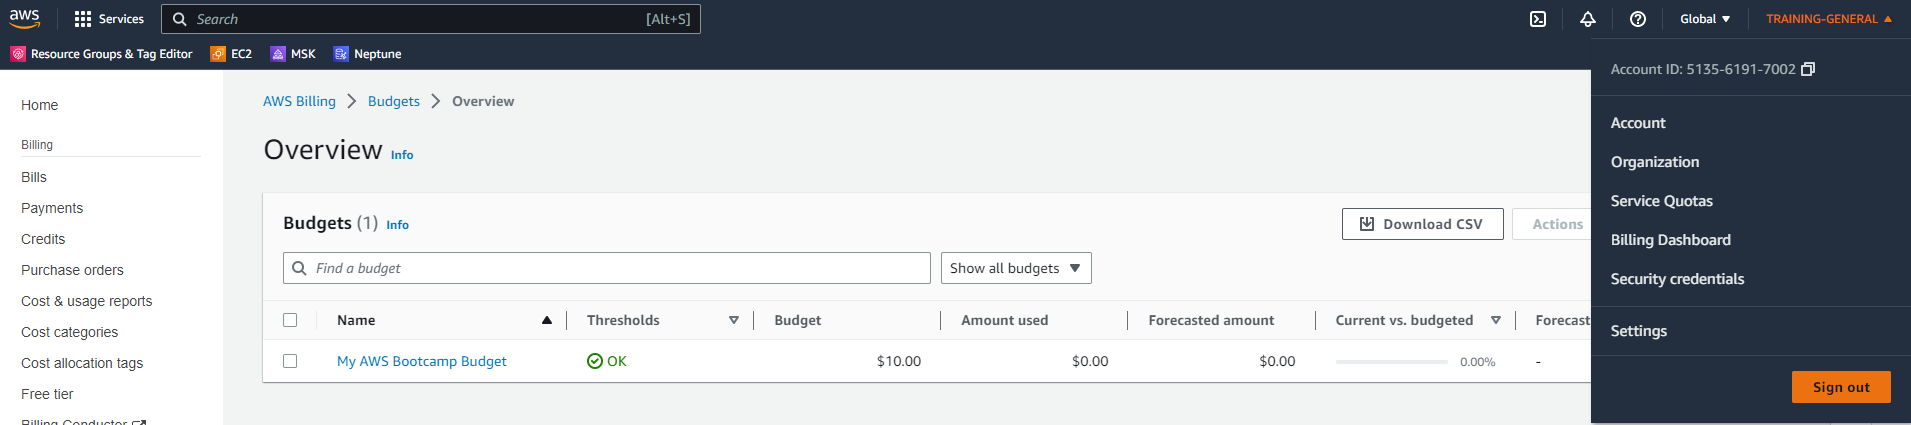 aws
Services
Search
[Alt+S]
Global
TRAINING-GENERAL
Resource Groups & Tag Editor
EC2
MSK
Neptune
Account ID: 5135-6191-7002
Account
Organization
Service Quotas
Billing Dashboard
Security credentials
Settings
Sign out
Home
Billing
Bills
Payments
Credits
Purchase orders
Cost & usage reports
Cost categories
Cost allocation tags
Free tier
Billing Conductor
AWS Billing > Budgets > Overview
Overview Info
Budgets (1) Info
Download CSV
Actions
Find a budget
Show all budgets
Name Thresholds Budget Amount used Forecasted amount Current vs. budgeted Forecast
My AWS Bootcamp Budget OK $10.00 $0.00 $0.00 0.00% -